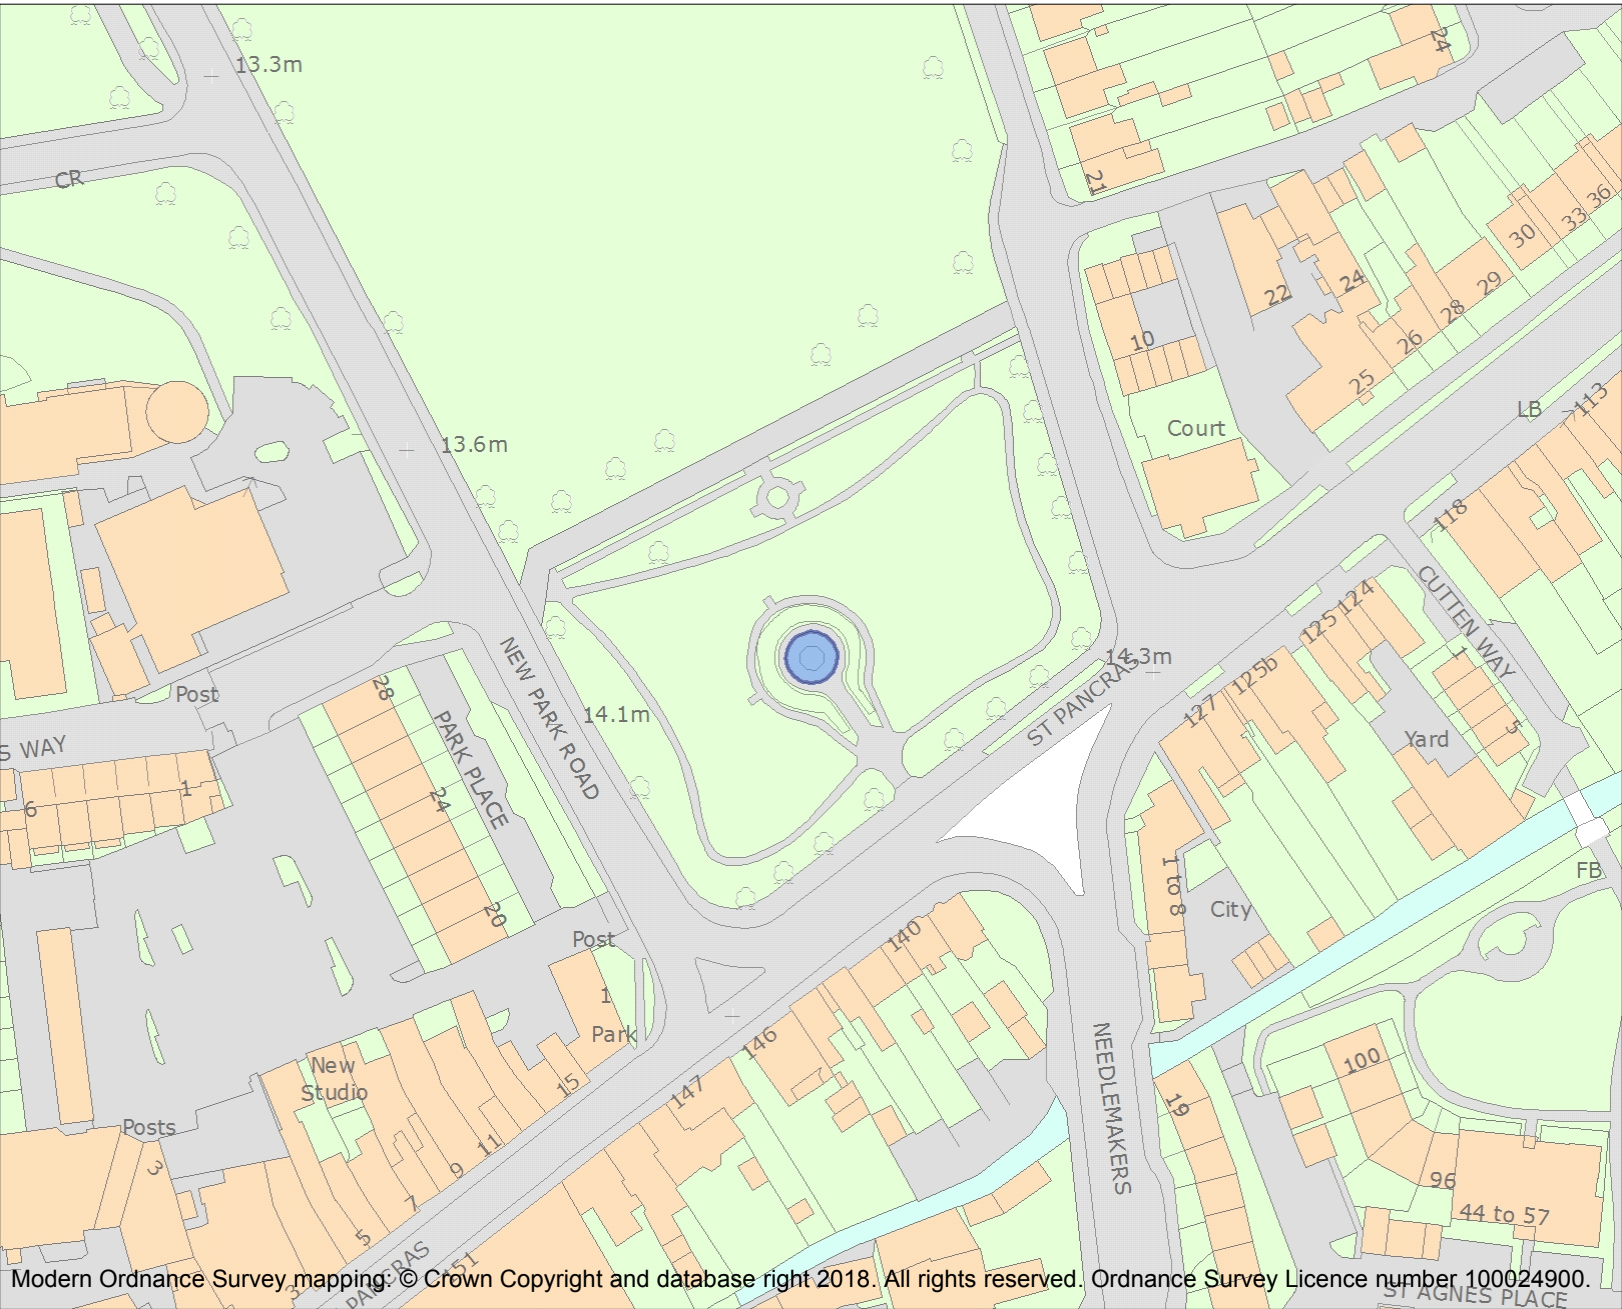 13.3m
24
CR
21
36
33
30
22
24
29
28
10
26
25
113
LB
Court
13.6m
118
CUTTEN WAY
124
125
14.3m
1
125b
NEW PARK ROAD
28
Post
ST PANCRAS
127
14.1m
5
Yard
PARK PLACE
S WAY
1
24
6
FB
1 to 8
City
20
140
Post
1
Park
146
NEEDLEMAKERS
New
Studio
100
15
147
19
Posts
11
3
9
96
7
44 to 57
5
PANCRAS
151
3
ST AGNES PLACE
Modern Ordnance Survey mapping: © Crown Copyright and database right 2018. All rights reserved. Ordnance Survey Licence number 100024900.